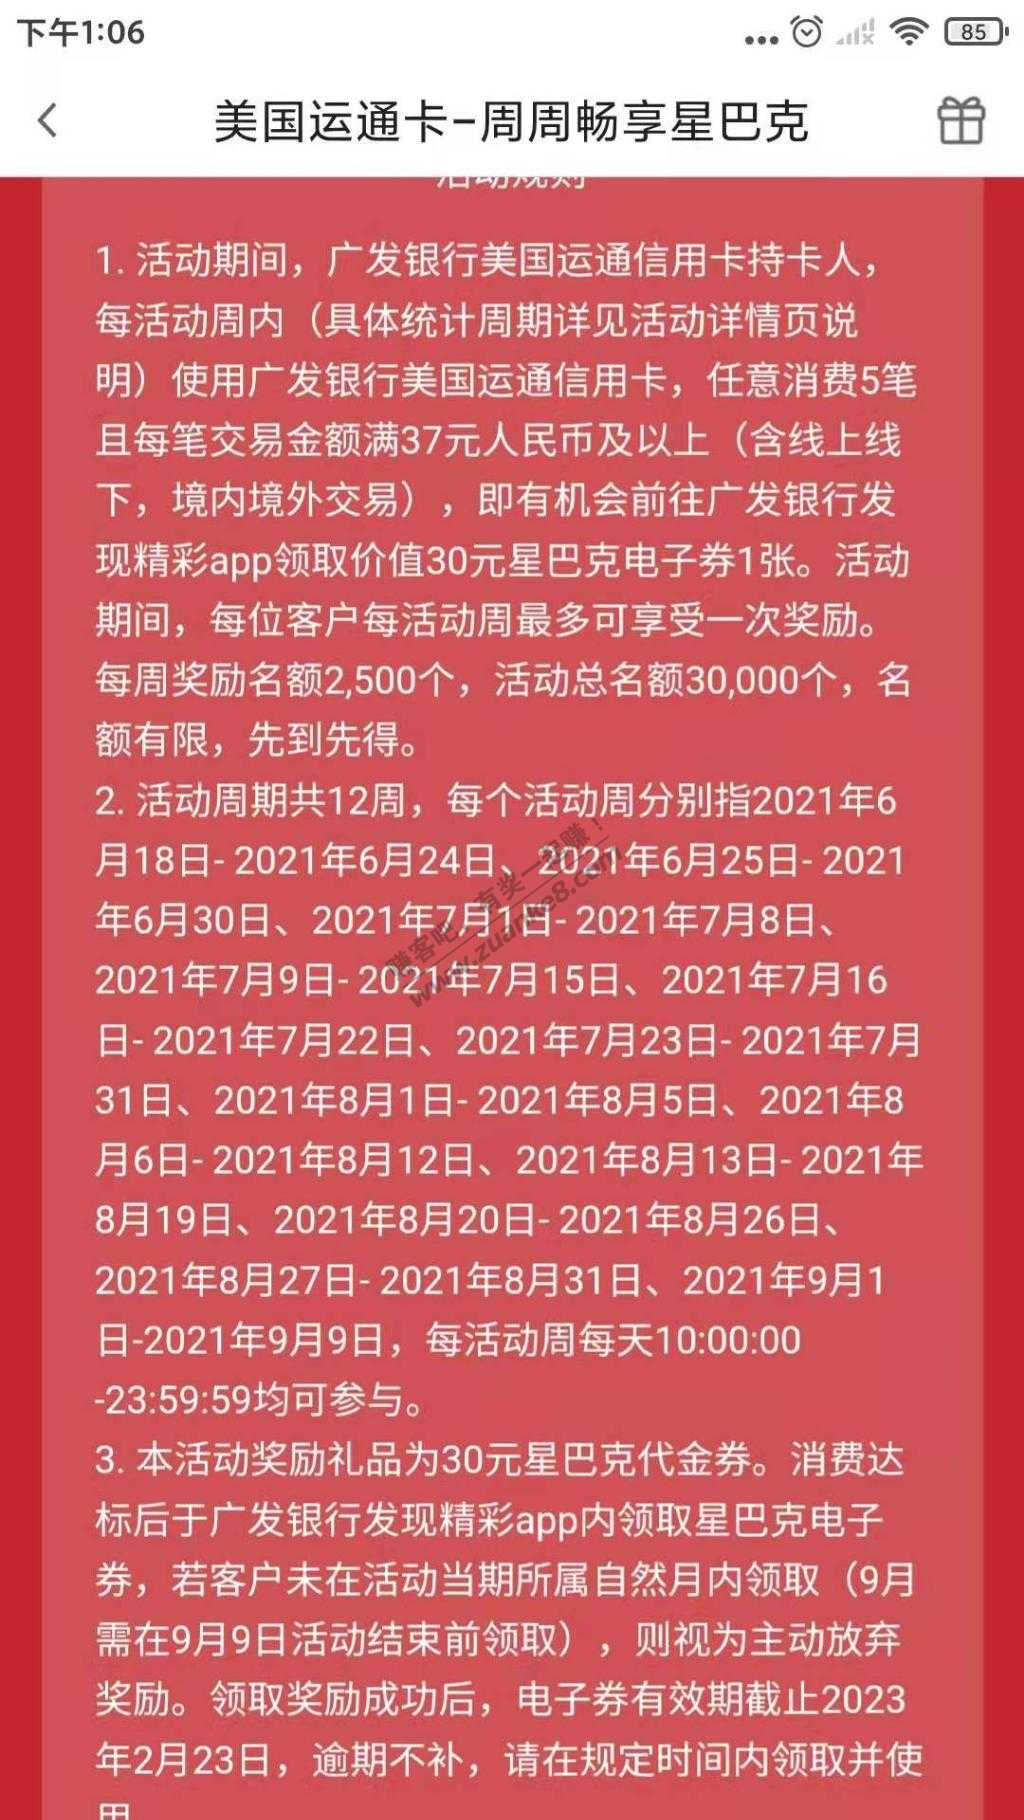 下午1:06
85
美国运通卡-周周畅享星巴克
活动规则
1. 活动期间，广发银行美国运通信用卡持卡人，
每活动周内（具体统计周期详见活动详情页说
明）使用广发银行美国运通信用卡，任意消费5笔
且每笔交易金额满37元人民币及以上（含线上线
下，境内境外交易），即有机会前往广发银行发
现精彩app领取价值30元星巴克电子券1张。活动
期间，每位客户每活动周最多可享受一次奖励。
每周奖励名额2,500个，活动总名额30,000个，名
额有限，先到先得。
2. 活动周期共12周，每个活动周分别指2021年6
月18日- 2021年6月24日、2021年6月25日- 2021
年6月30日、2021年7月1日- 2021年7月8日、
2021年7月9日- 2021年7月15日、2021年7月16
日- 2021年7月22日、2021年7月23日- 2021年7月
31日、2021年8月1日- 2021年8月5日、2021年8
月6日- 2021年8月12日、2021年8月13日- 2021年
8月19日、2021年8月20日- 2021年8月26日、
2021年8月27日- 2021年8月31日、2021年9月1
日-2021年9月9日，每活动周每天10:00:00
-23:59:59均可参与。
3. 本活动奖励礼品为30元星巴克代金券。消费达
标后于广发银行发现精彩app内领取星巴克电子
券，若客户未在活动当期所属自然月内领取（9月
需在9月9日活动结束前领取），则视为主动放弃
奖励。领取奖励成功后，电子券有效期截止2023
年2月23日，逾期不补，请在规定时间内领取并使
用
赚客吧，有奖一起赚！
www.zuanke8.com